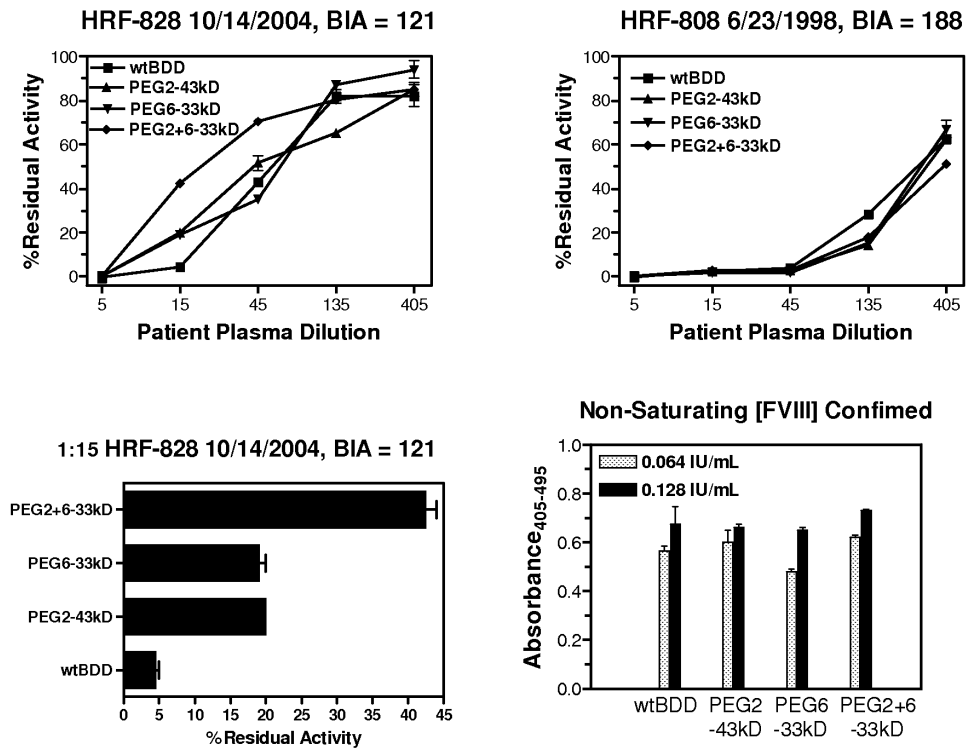 HRF-828 10/14/2004, BIA = 121
%Residual Activity
100
80
60
40
20
0
wtBDD
PEG2-43kD
PEG6-33kD
PEG2+6-33kD
5 15 45 135 405
Patient Plasma Dilution
HRF-808 6/23/1998, BIA = 188
%Residual Activity
100
80
60
40
20
0
wtBDD
PEG2-43kD
PEG6-33kD
PEG2+6-33kD
5 15 45 135 405
Patient Plasma Dilution
1:15 HRF-828 10/14/2004, BIA = 121
PEG2+6-33kD
PEG6-33kD
PEG2-43kD
wtBDD
0 5 10 15 20 25 30 35 40 45
%Residual Activity
Non-Saturating [FVIII] Confimed
Absorbance405-495
1.0
0.8
0.6
0.4
0.2
0.0
0.064 IU/mL
0.128 IU/mL
wtBDD PEG2 PEG6 PEG2+6
-43kD -33kD -33kD